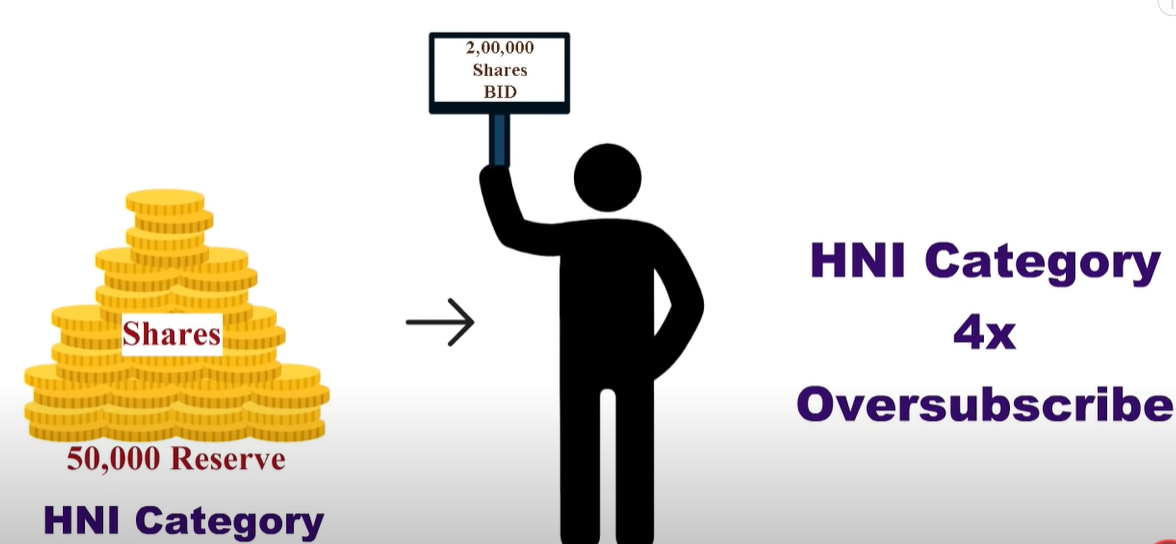 2,00,000
Shares
BID
Shares
50,000 Reserve
HNI Category
HNI Category
4x
Oversubscribe